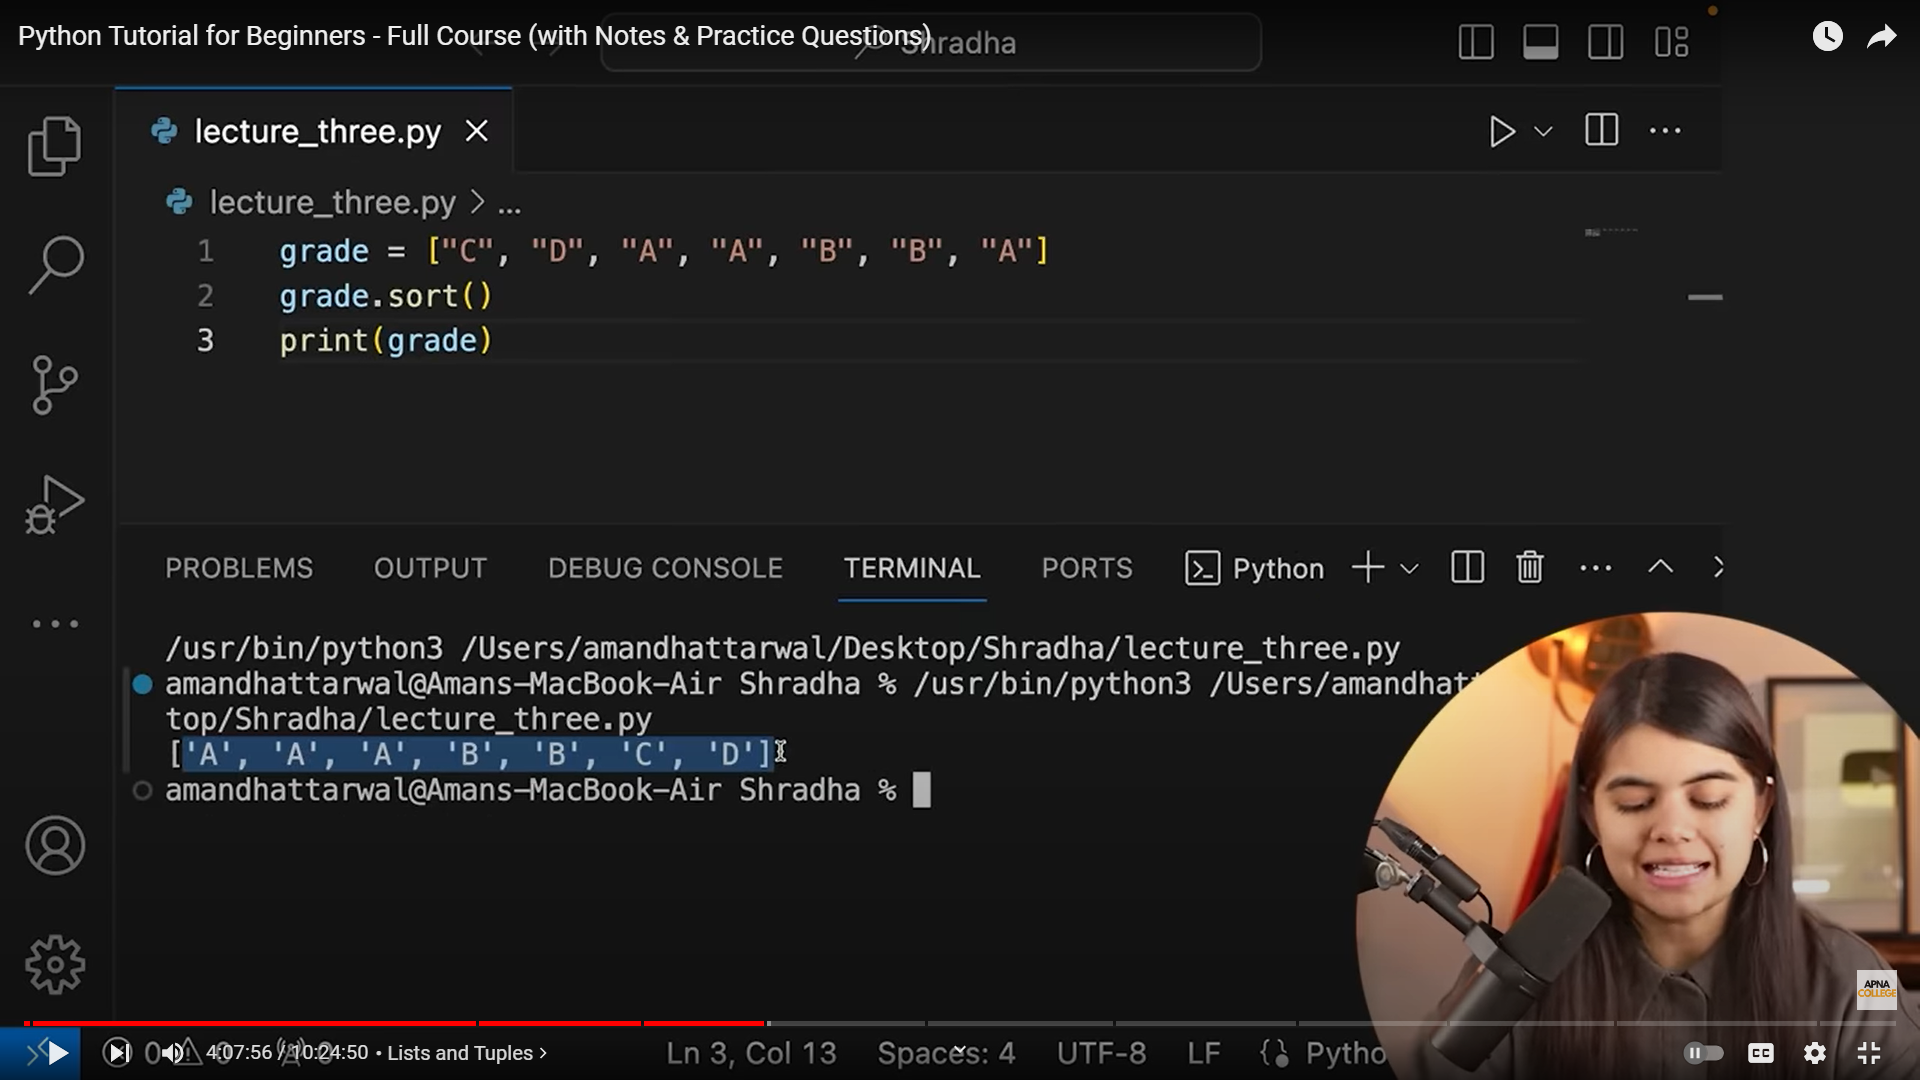 Python Tutorial for Beginners - Full Course (with Notes & Practice Questions)
Shradha
lecture_three.py
lecture_three.py > ...
1 grade = ["C", "D", "A", "A", "B", "B", "A"]
2 grade.sort()
3 print(grade)
PROBLEMS OUTPUT DEBUG CONSOLE TERMINAL PORTS Python
/usr/bin/python3 /Users/amandhattarwal/Desktop/Shradha/lecture_three.py
amandhattarwal@Amans-MacBook-Air Shradha % /usr/bin/python3 /Users/amandhat
top/Shradha/lecture_three.py
['A', 'A', 'A', 'B', 'B', 'C', 'D']
amandhattarwal@Amans-MacBook-Air Shradha %
APNA
COLLEGE
4:07:56 / 10:24:50 • Lists and Tuples > Ln 3, Col 13 Spaces: 4 UTF-8 LF Pytho CC